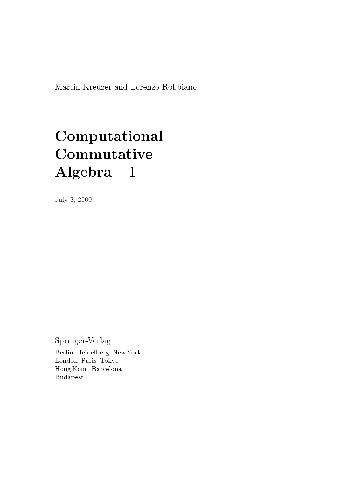 Martin Kreuzer and Lorenzo Robbiano
Computational
Commutative
Algebra 1
July 3, 2000
Springer-Verlag
Berlin Heidelberg New York
London Paris Tokyo
Hong Kong Barcelona
Budapest